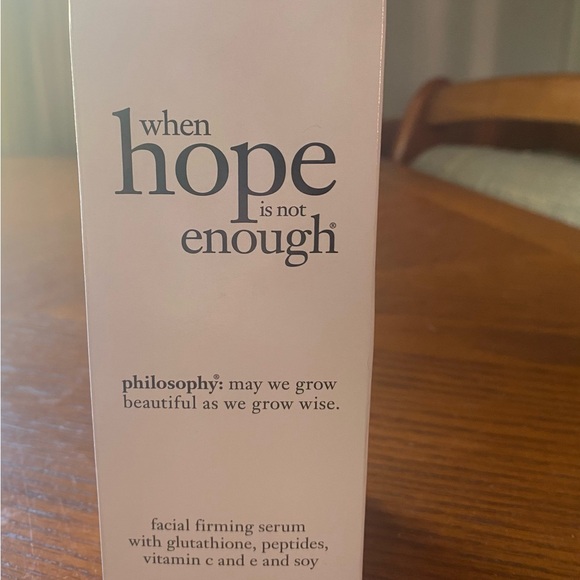 when
hope
is not
enough®
philosophy®: may we grow
beautiful as we grow wise.
facial firming serum
with glutathione, peptides,
vitamin c and e and soy